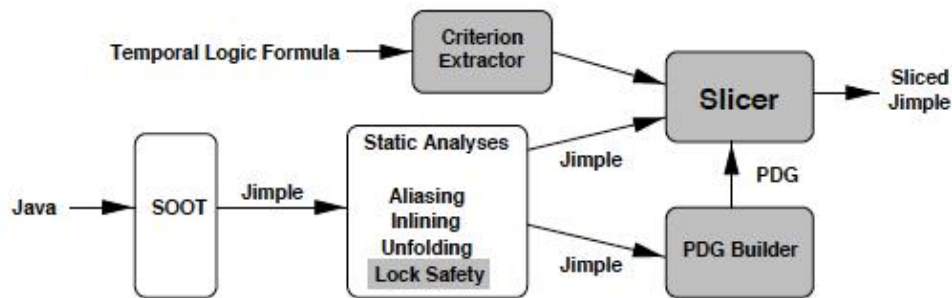 Temporal Logic Formula
Criterion
Extractor
Slicer
Sliced
Jimple
Static Analyses
Jimple
PDG
Java
SOOT
Jimple
Aliasing
Inlining
Unfolding
Lock Safety
Jimple
PDG Builder